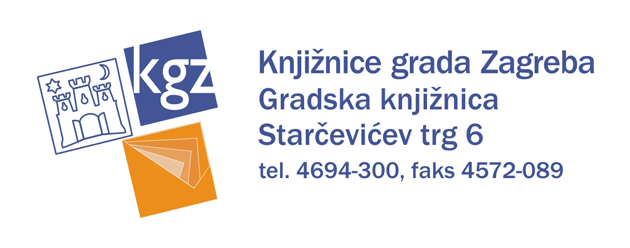 kgz
Knjižnice grada Zagreba
Gradska knjižnica
Starčevićev trg 6
tel. 4694-300, faks 4572-089